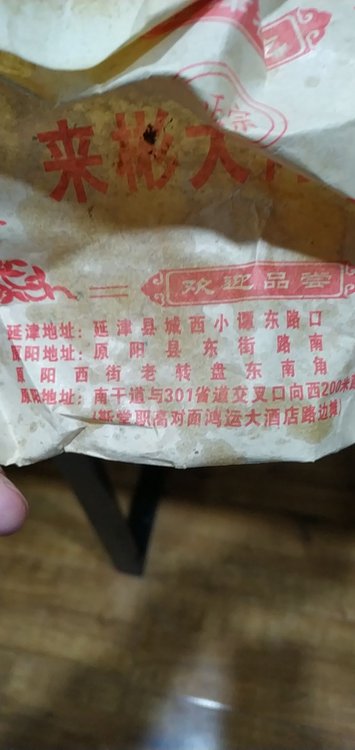 正宗
来彬大
欢迎品尝
延津地址：延津县城西小潭东路口
原阳地址：原阳县东街路南
原阳西街老转盘东南角
原阳地址：南干道与301省道交叉口向西200米
(新堂职高对面鸿运大酒店路边摊)